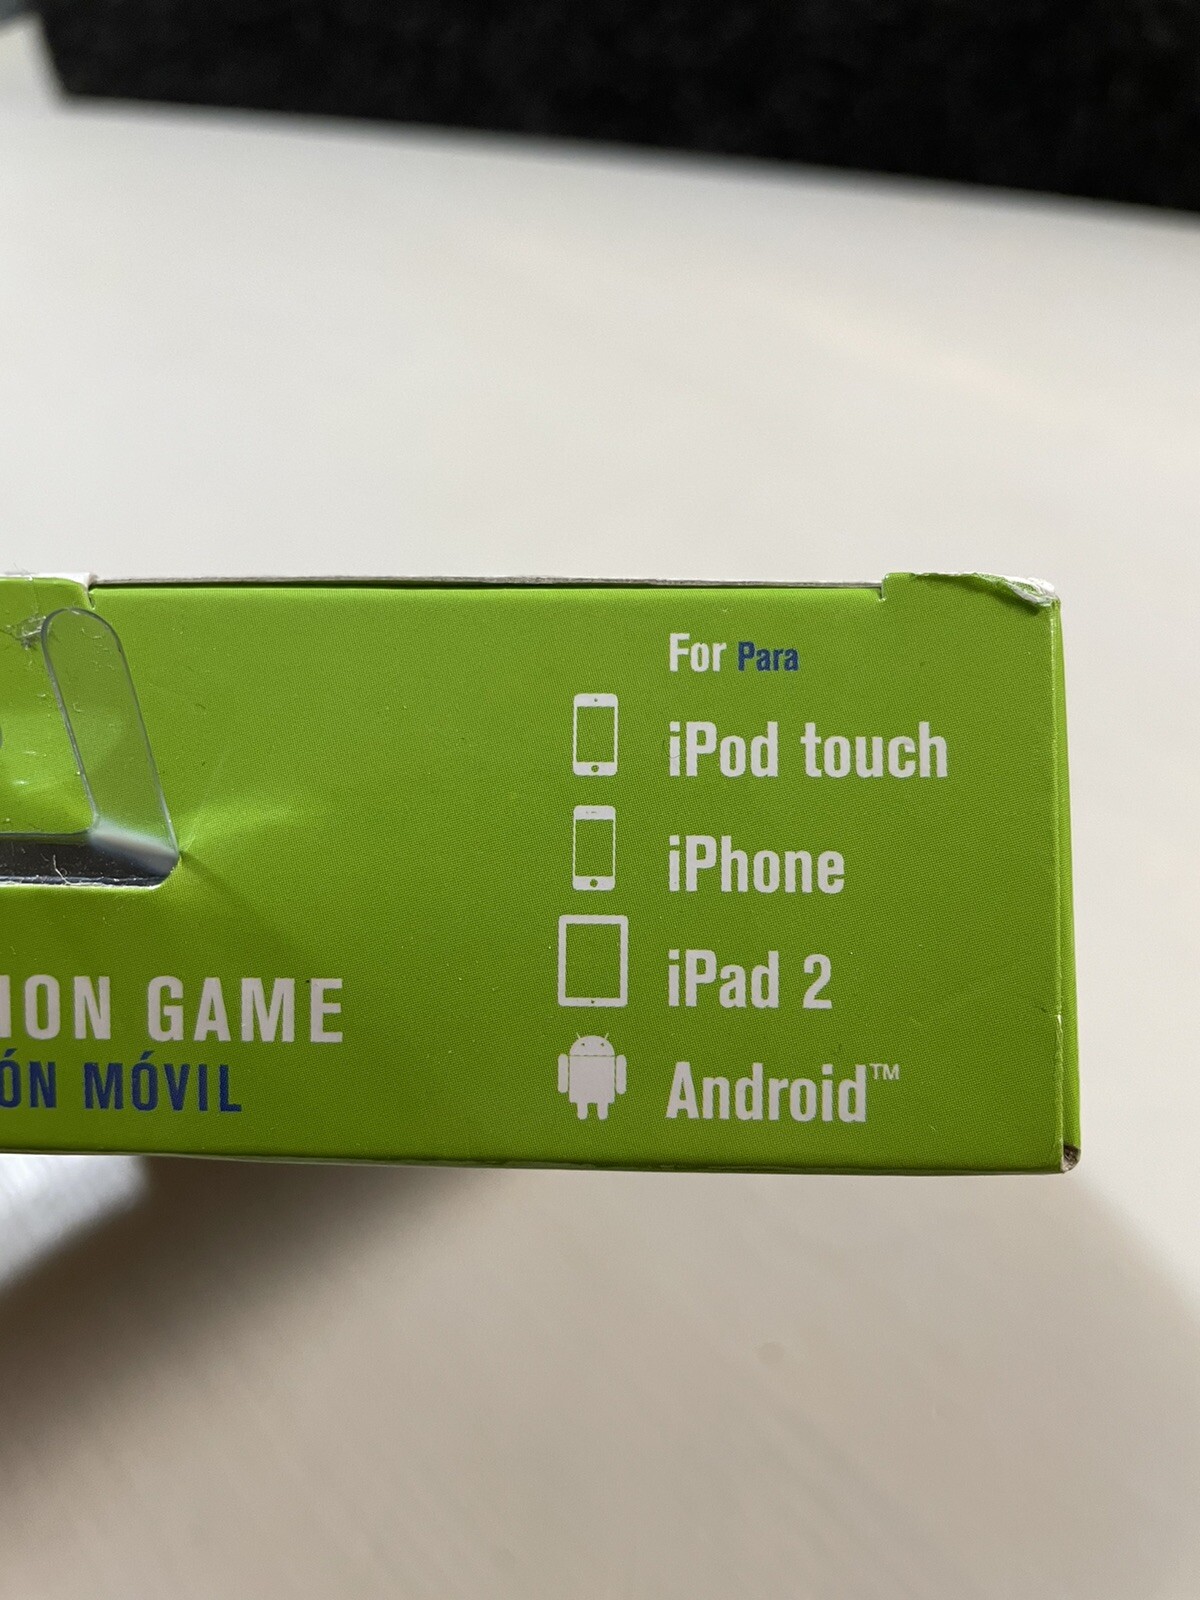 For Para
iPod touch
iPhone
iPad 2
Android™
ION GAME
ÓN MÓVIL